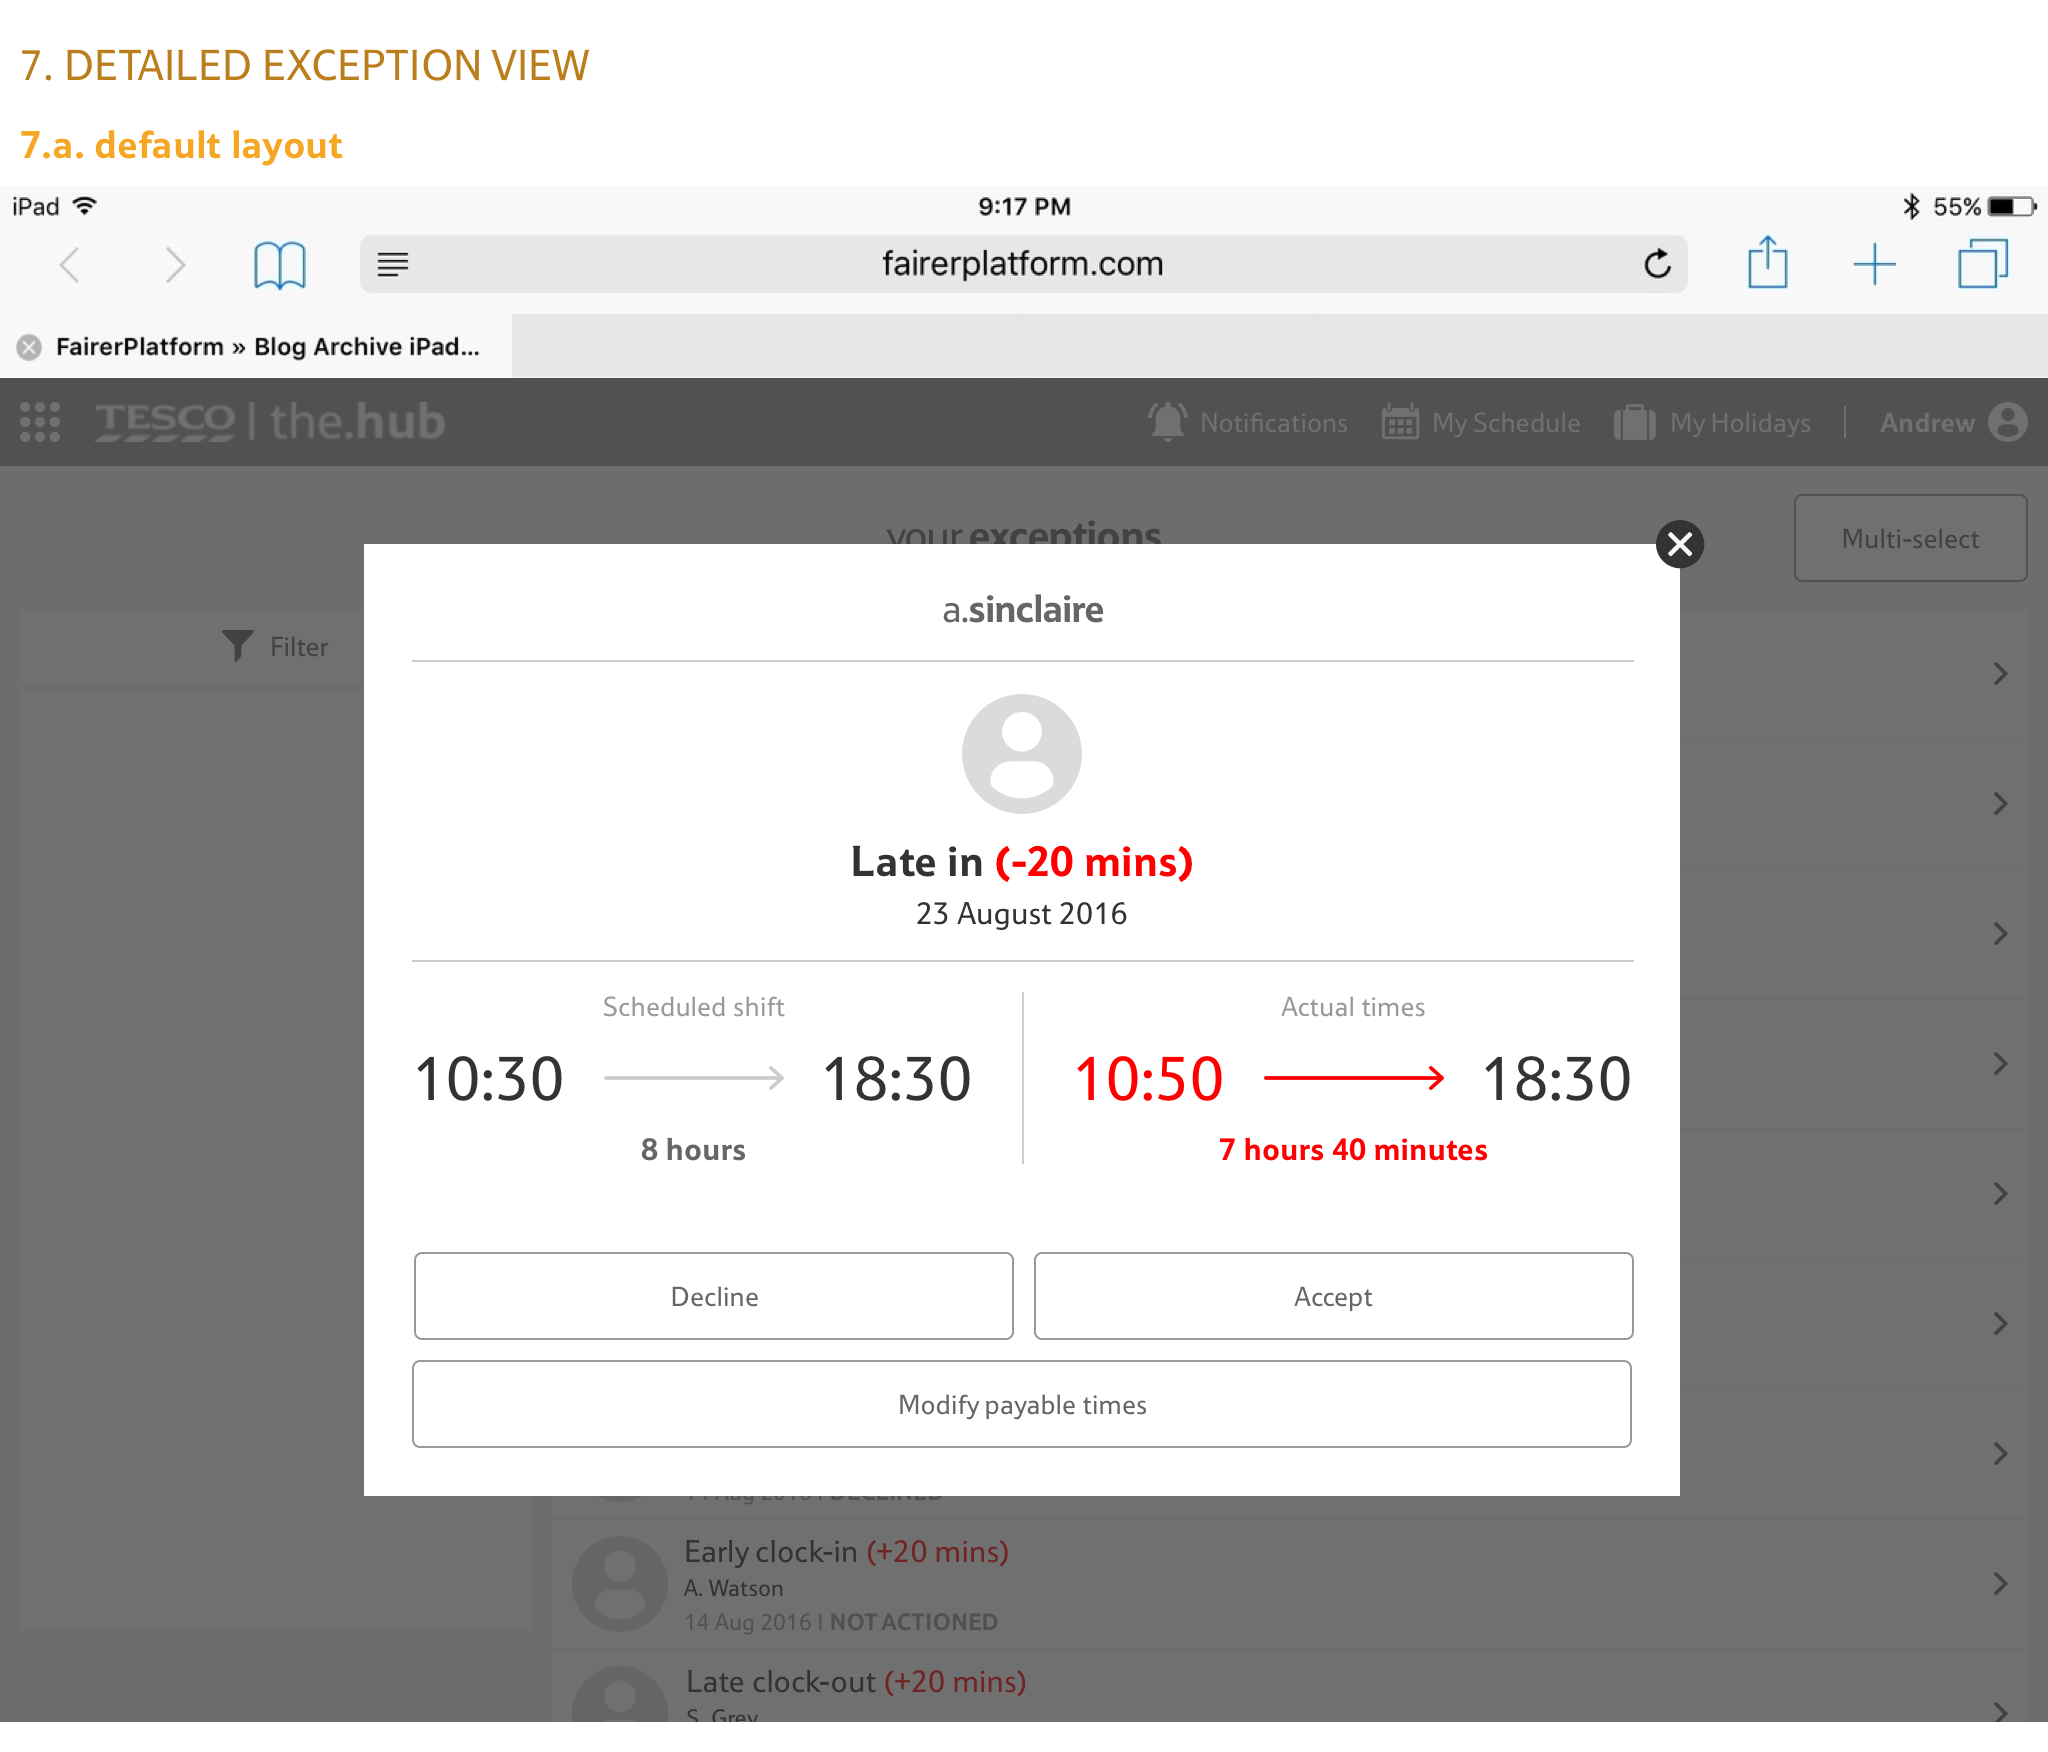 7. DETAILED EXCEPTION VIEW
7.a. default layout
iPad 9:17 PM 55%
fairerplatform.com
FairerPlatform » Blog Archive iPad...
TESCO | the.hub Notifications My Schedule My Holidays | Andrew
your exceptions
Multi-select
a.sinclaire
Filter
Late in (-20 mins)
23 August 2016
Scheduled shift Actual times
10:30 18:30 10:50 18:30
8 hours 7 hours 40 minutes
Decline Accept
Modify payable times
14 Aug 2016 | DECLINED
Early clock-in (+20 mins)
A. Watson
14 Aug 2016 | NOT ACTIONED
Late clock-out (+20 mins)
S. Grey